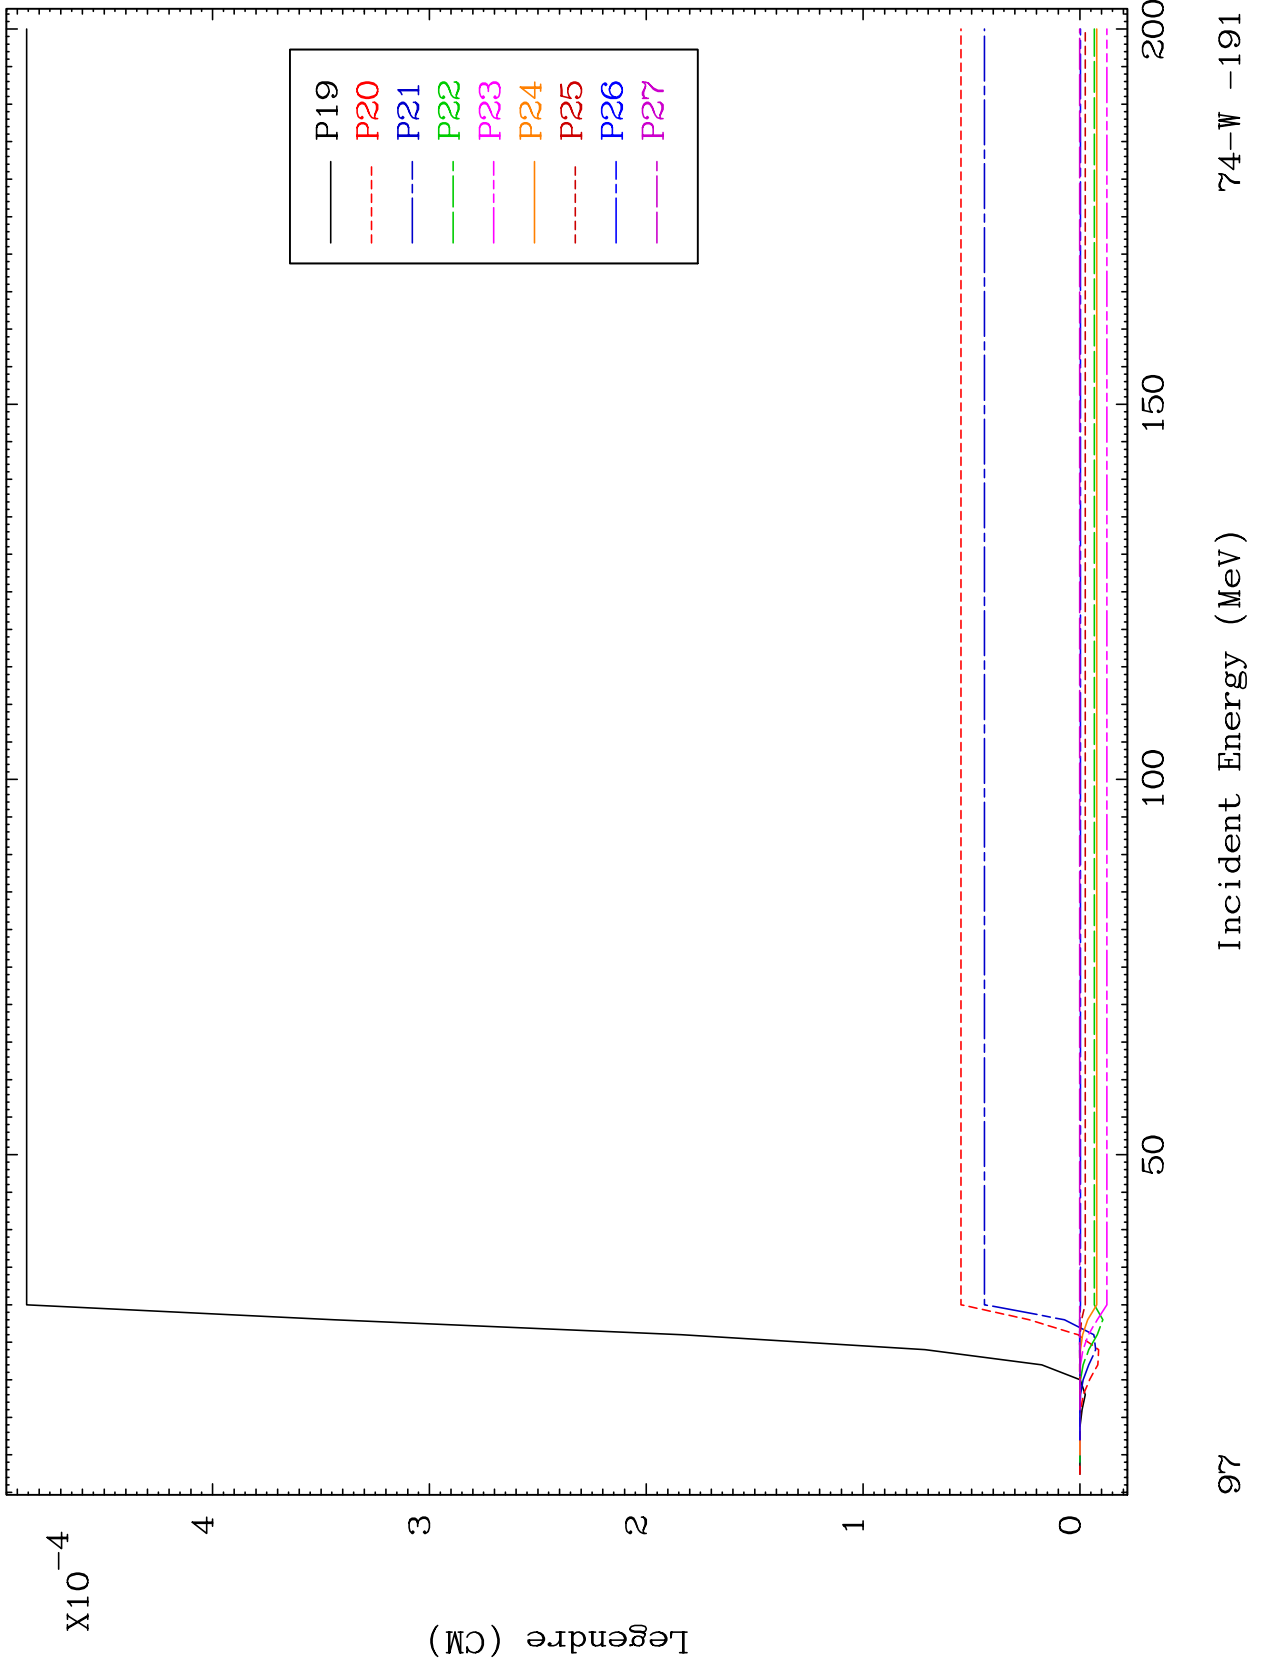 X10-4
4
3
2
1
0
Legendre (CM)
P19
P20
P21
P22
P23
P24
P25
P26
P27
50
100
150
200
Incident Energy (MeV)
97
74-W -191